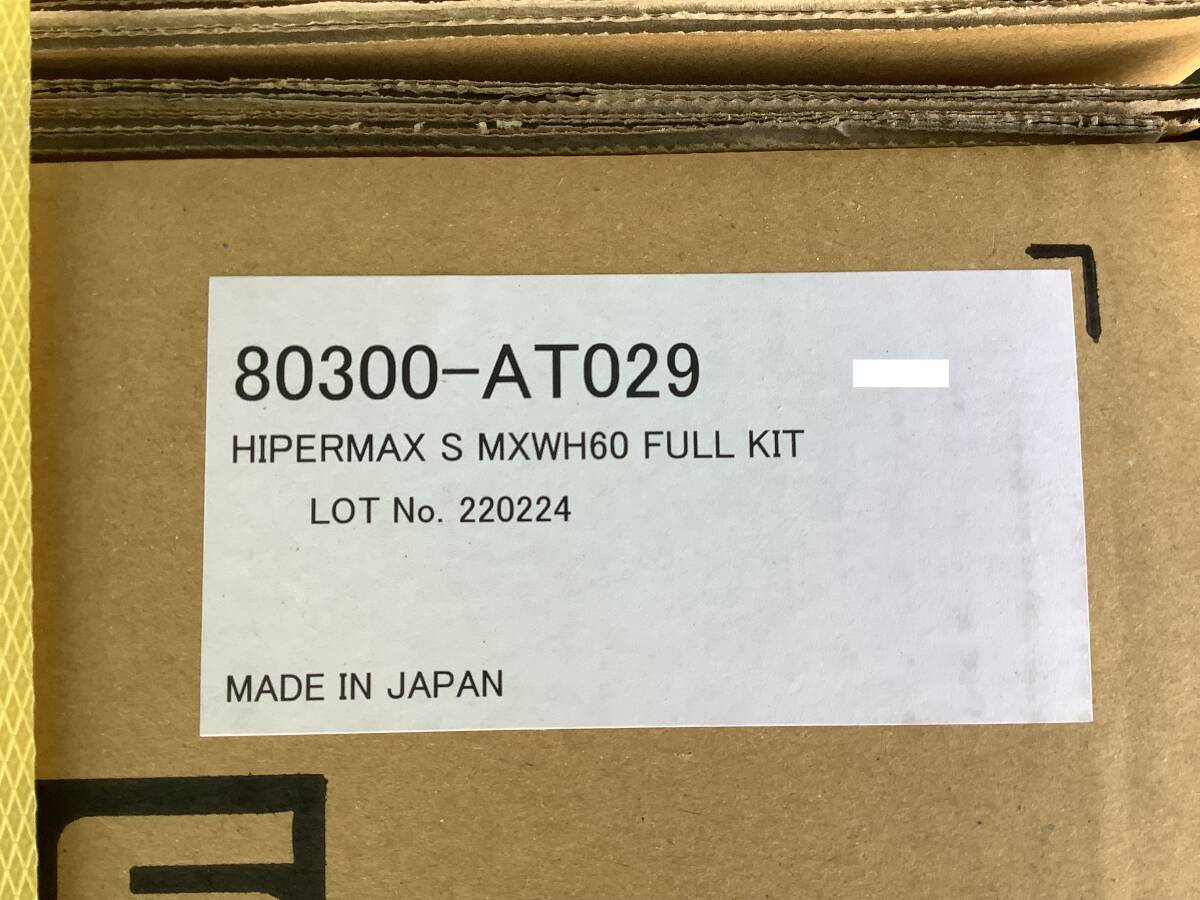 80300-AT029
HIPERMAX S MXWH60 FULL KIT
LOT No. 220224
MADE IN JAPAN